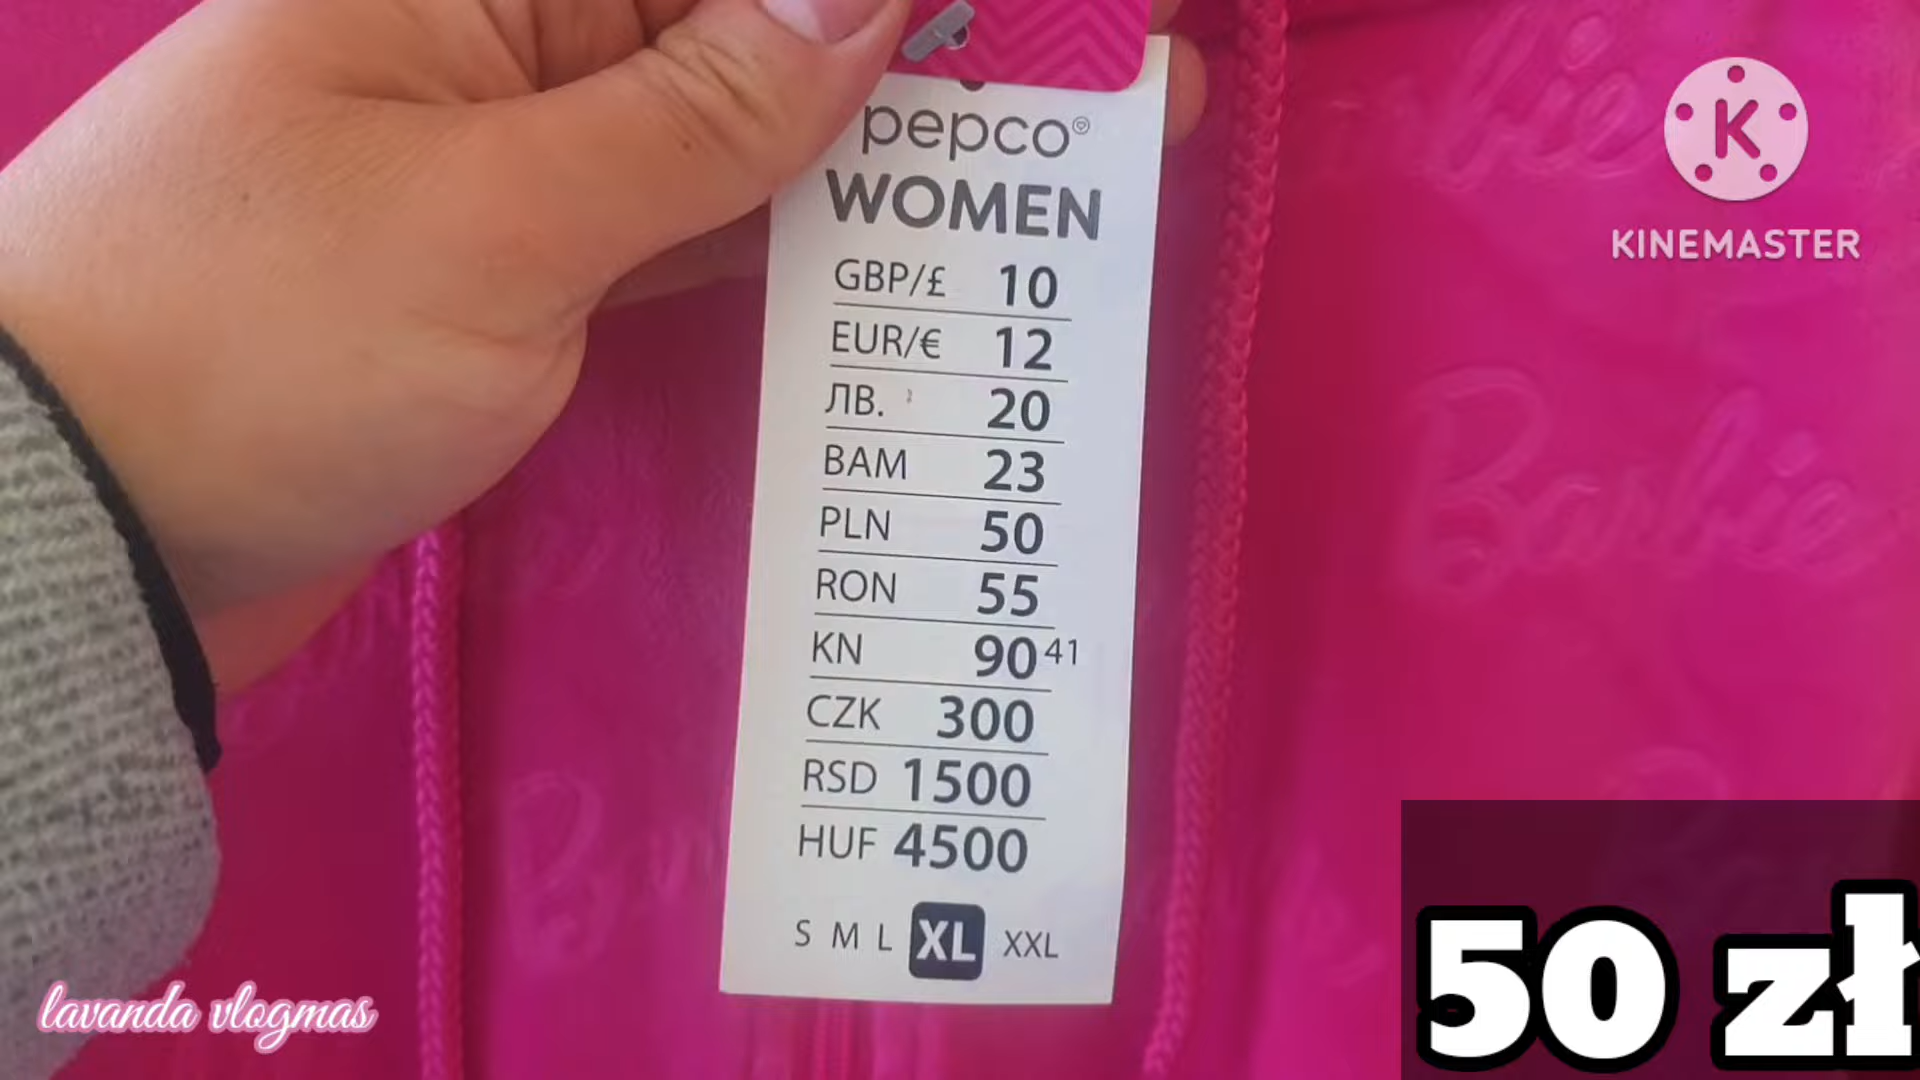 pepco
WOMEN
GBP/£ 10
EUR/€ 12
ЛВ. 20
BAM 23
PLN 50
RON 55
KN 90 41
CZK 300
RSD 1500
HUF 4500
S M L XL XXL
K
KINEMASTER
Barbie
50 zł
lavanda vlogmas